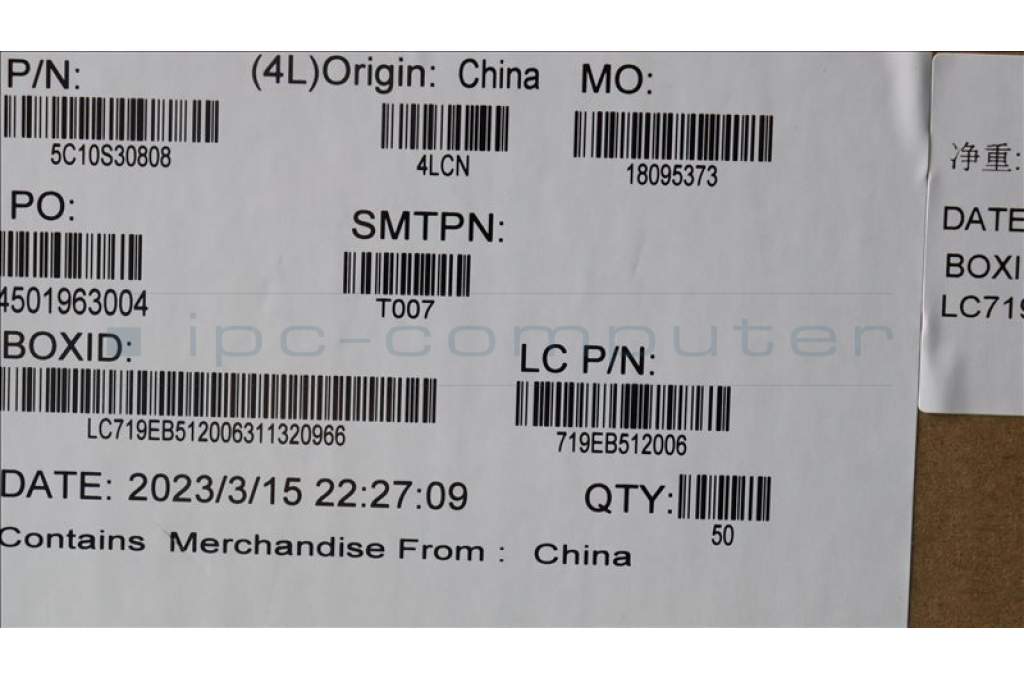 P/N:
5C10S30808
(4L)Origin: China
4LCN
MO:
18095373
PO:
4501963004
SMTPN:
T007
ipc-computer
BOXID:
LC719EB512006311320966
LC P/N:
719EB512006
DATE: 2023/3/15 22:27:09
QTY:
50
Contains Merchandise From : China
净重:
DATE
BOXI
LC719